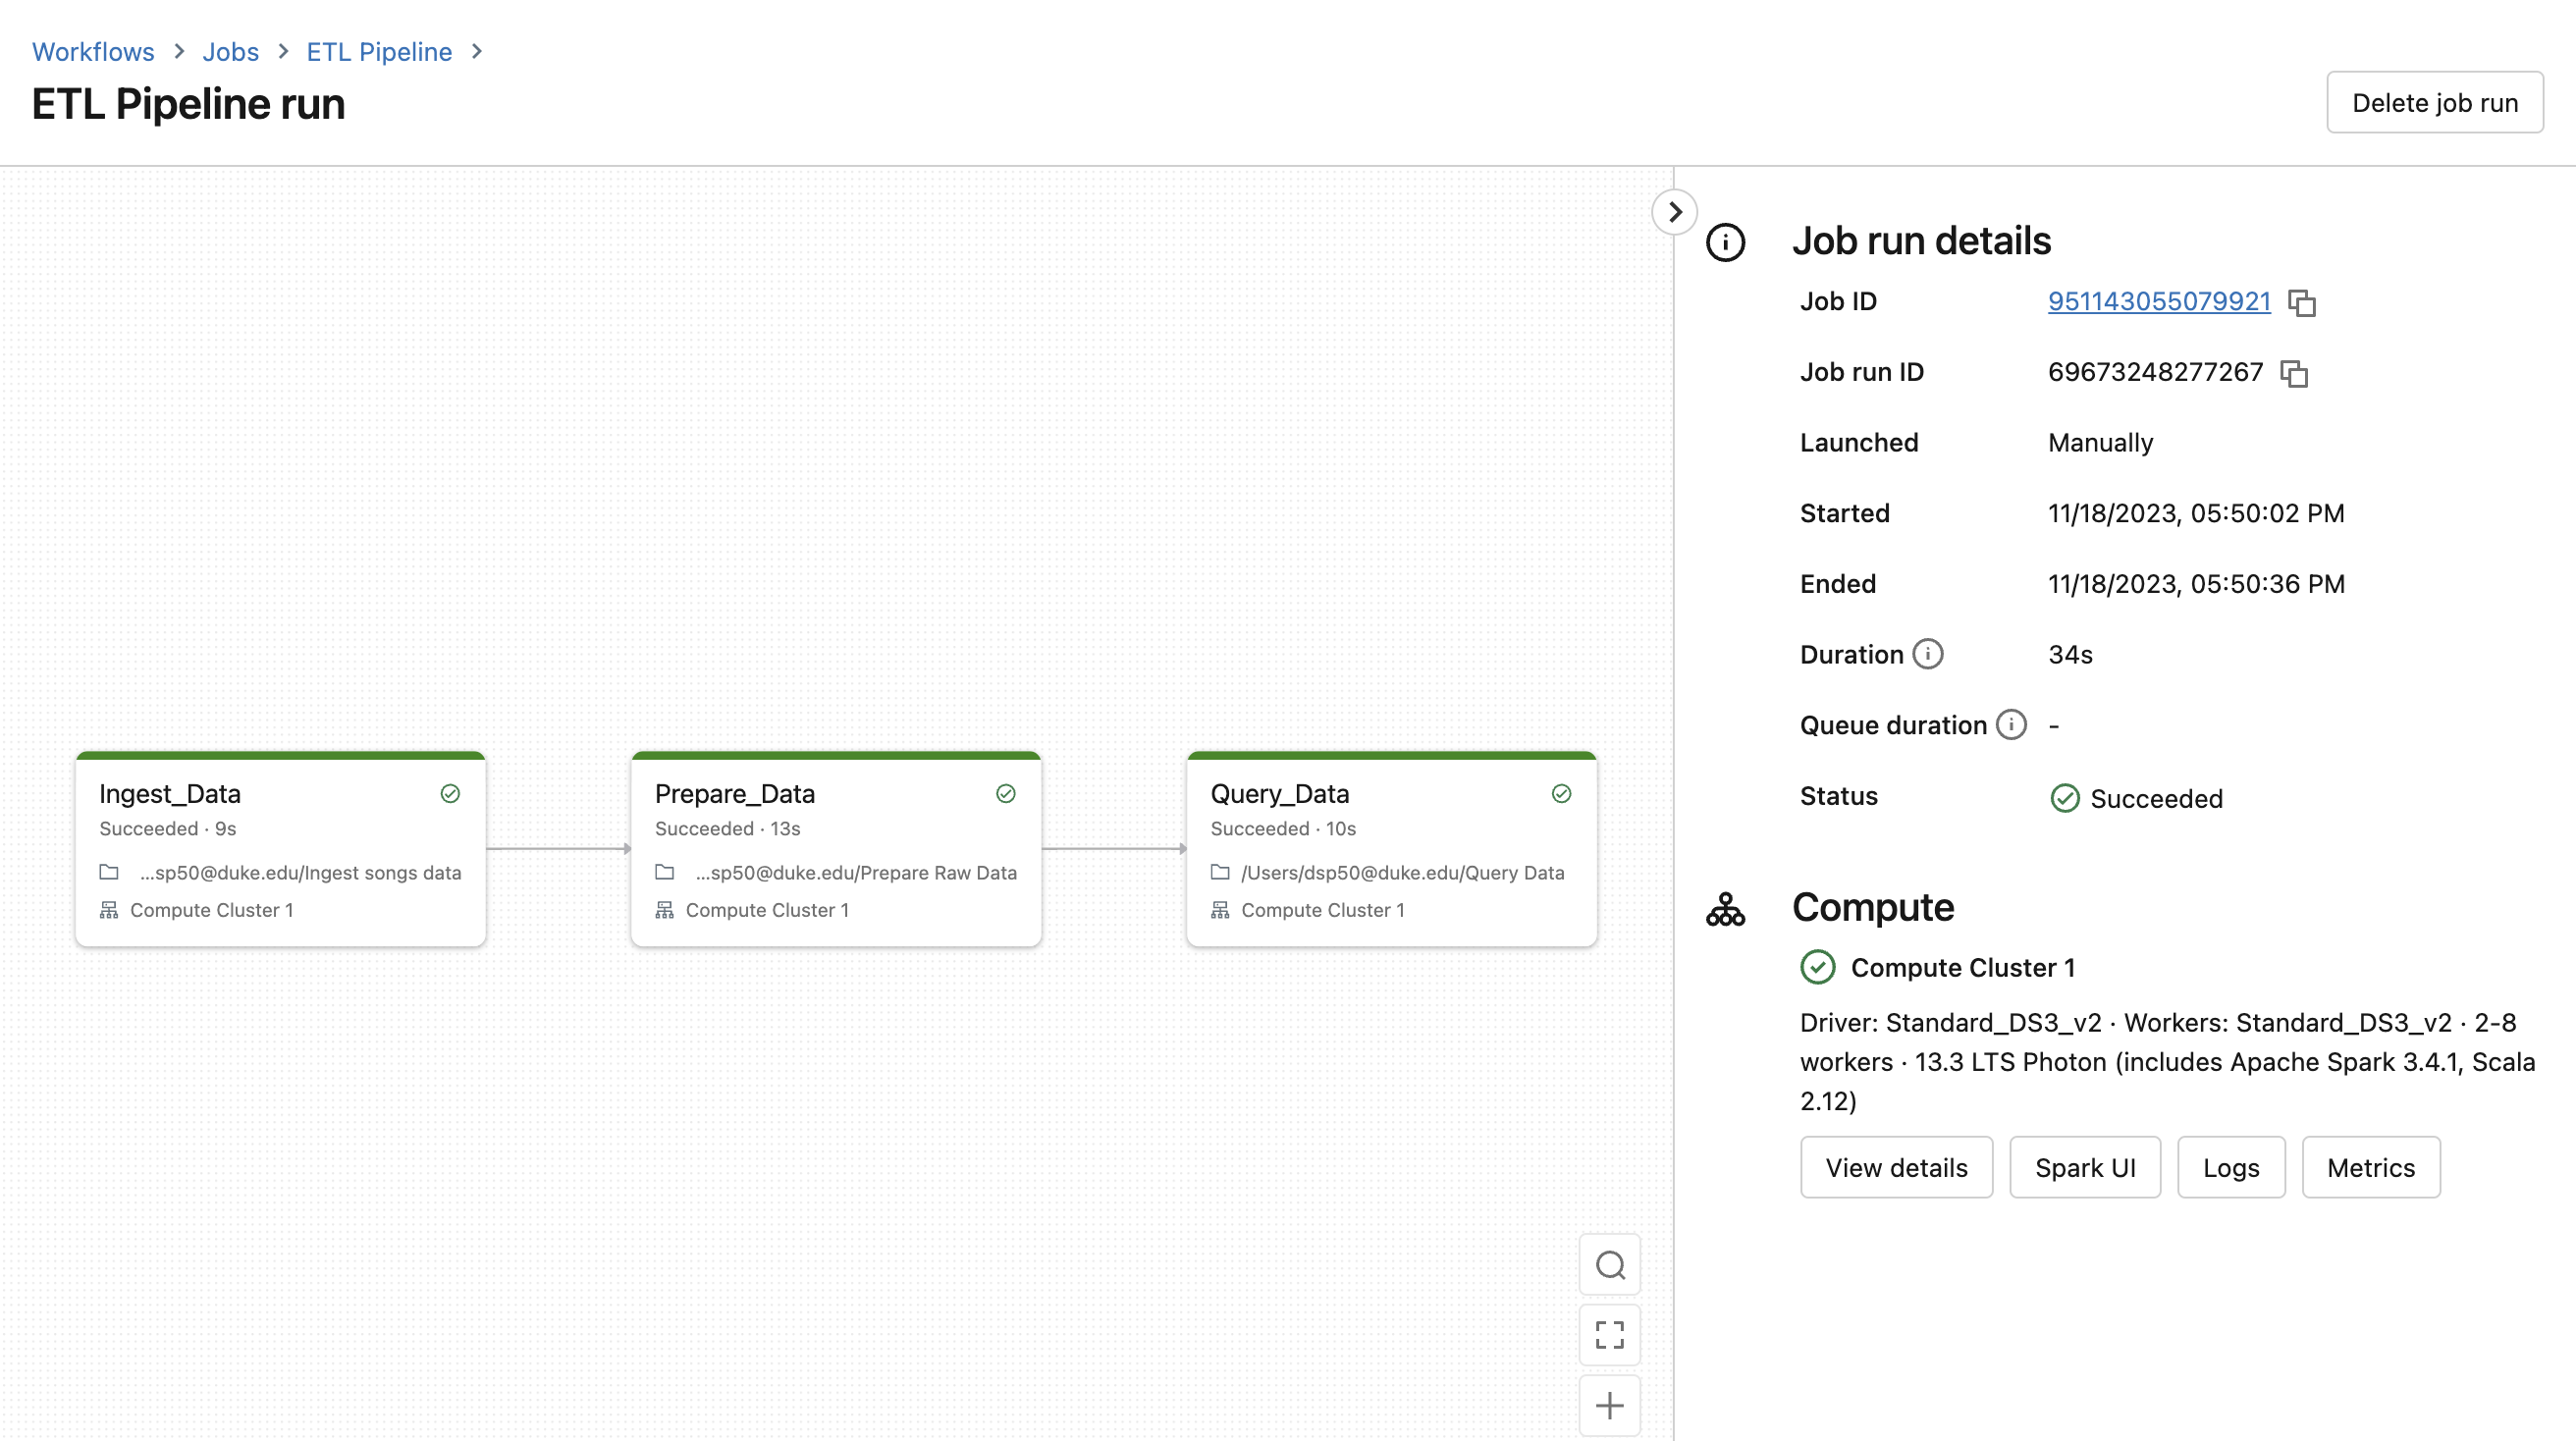 Workflows > Jobs > ETL Pipeline >
ETL Pipeline run
Delete job run
Ingest_Data
Succeeded · 9s
...sp50@duke.edu/Ingest songs data
Compute Cluster 1
Prepare_Data
Succeeded · 13s
...sp50@duke.edu/Prepare Raw Data
Compute Cluster 1
Query_Data
Succeeded · 10s
/Users/dsp50@duke.edu/Query Data
Compute Cluster 1
Job run details
Job ID 951143055079921
Job run ID 69673248277267
Launched Manually
Started 11/18/2023, 05:50:02 PM
Ended 11/18/2023, 05:50:36 PM
Duration 34s
Queue duration -
Status Succeeded
Compute
Compute Cluster 1
Driver: Standard_DS3_v2 · Workers: Standard_DS3_v2 · 2-8
workers · 13.3 LTS Photon (includes Apache Spark 3.4.1, Scala
2.12)
View details Spark UI Logs Metrics